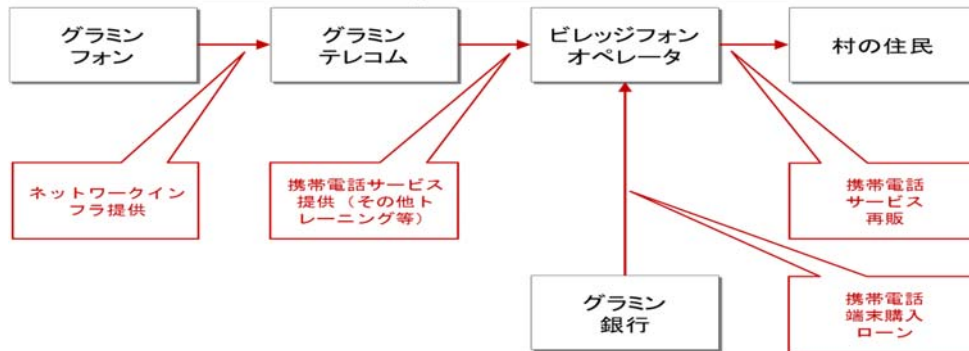 グラミン
フォン
グラミン
テレコム
ビレッジフォン
オペレータ
村の住民
ネットワークイン
フラ提供
携帯電話サービス
提供（その他ト
レーニング等）
携帯電話
サービス
再販
グラミン
銀行
携帯電話
端末購入
ローン